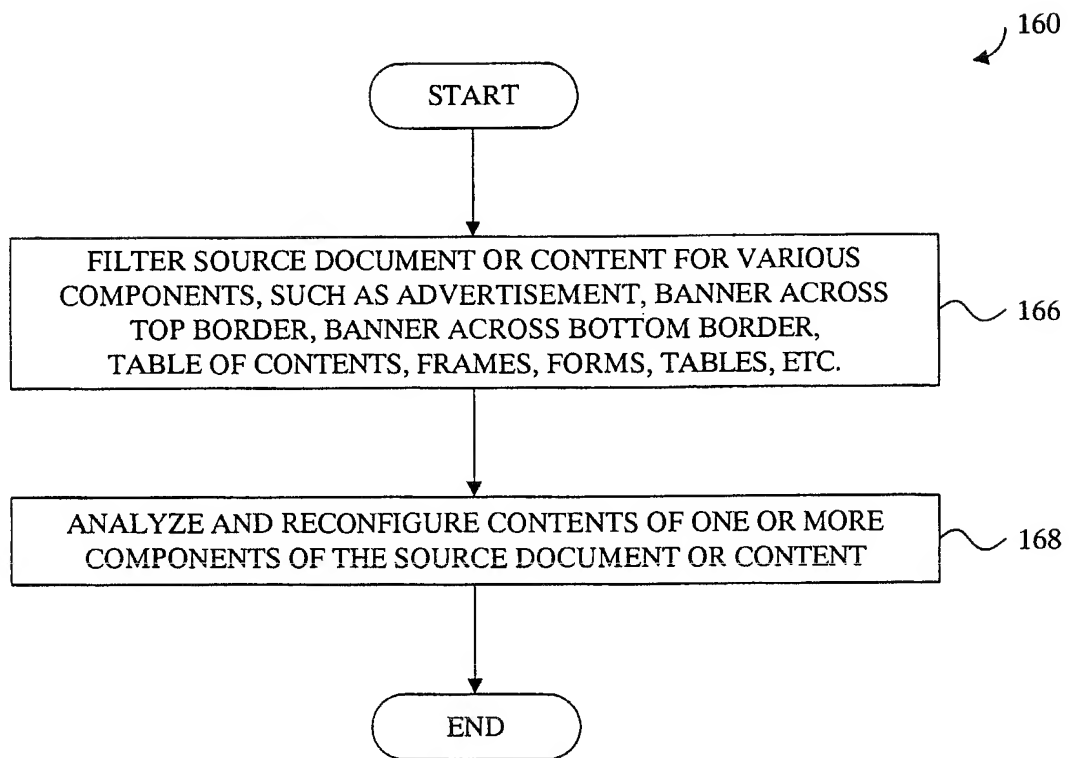 160
START
FILTER SOURCE DOCUMENT OR CONTENT FOR VARIOUS
COMPONENTS, SUCH AS ADVERTISEMENT, BANNER ACROSS
TOP BORDER, BANNER ACROSS BOTTOM BORDER,
TABLE OF CONTENTS, FRAMES, FORMS, TABLES, ETC.
166
ANALYZE AND RECONFIGURE CONTENTS OF ONE OR MORE
COMPONENTS OF THE SOURCE DOCUMENT OR CONTENT
168
END